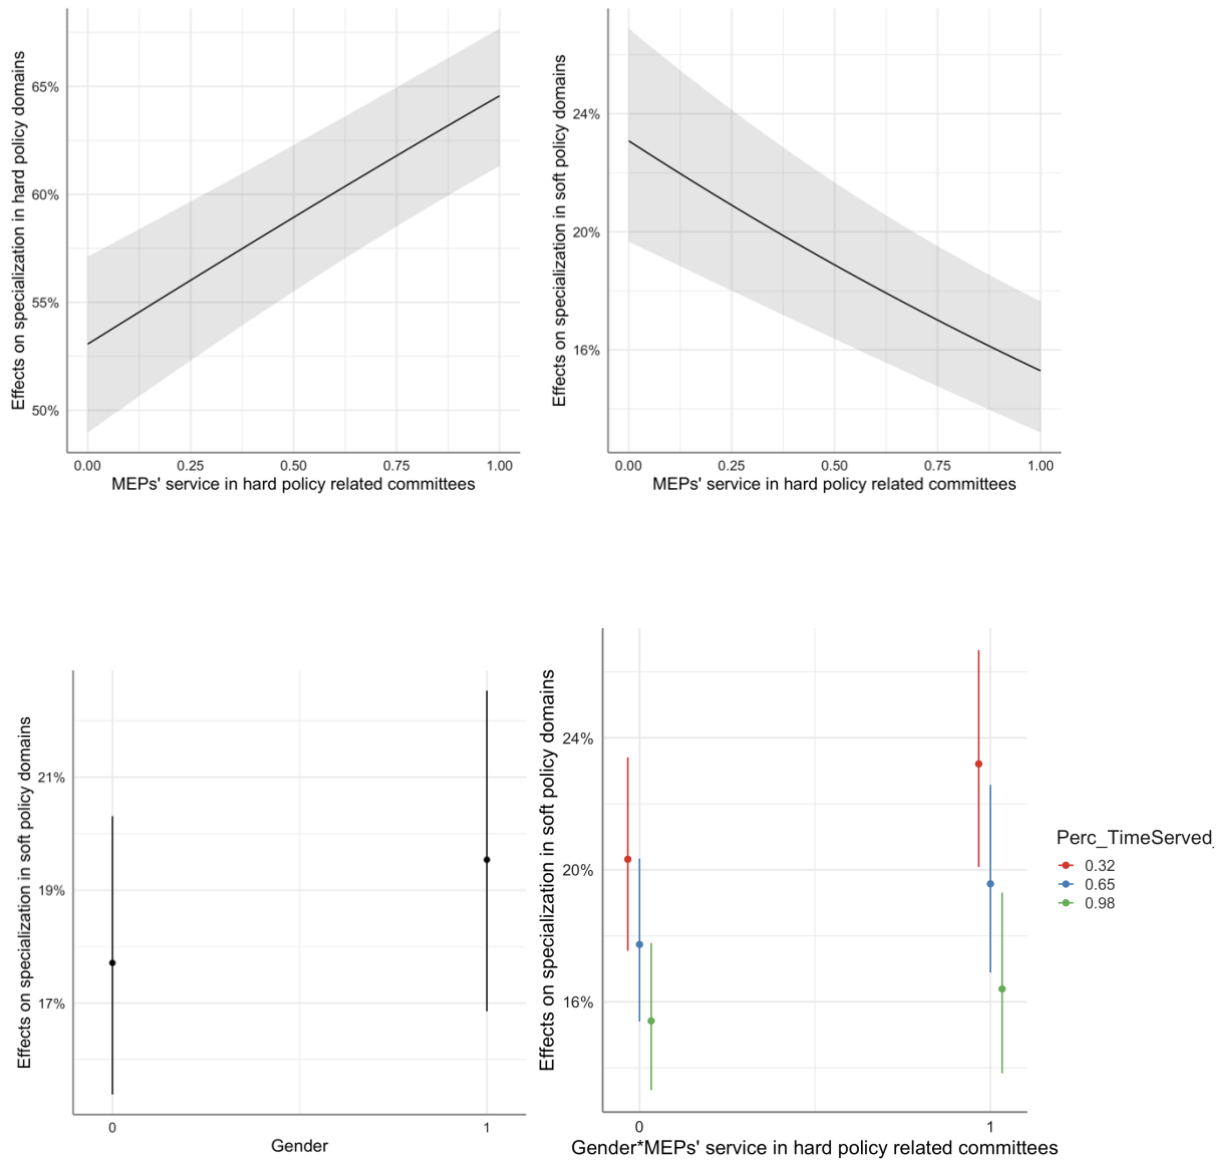 Effects on specialization in hard policy domains
65%
60%
55%
50%
0.00 0.25 0.50 0.75 1.00
MEPs' service in hard policy related committees
Effects on specialization in soft policy domains
24%
20%
16%
0.00 0.25 0.50 0.75 1.00
MEPs' service in hard policy related committees
Effects on specialization in soft policy domains
21%
19%
17%
0 1
Gender
Effects on specialization in soft policy domains
24%
20%
16%
0 1
Gender*MEPs' service in hard policy related committees
Perc_TimeServed_
0.32
0.65
0.98